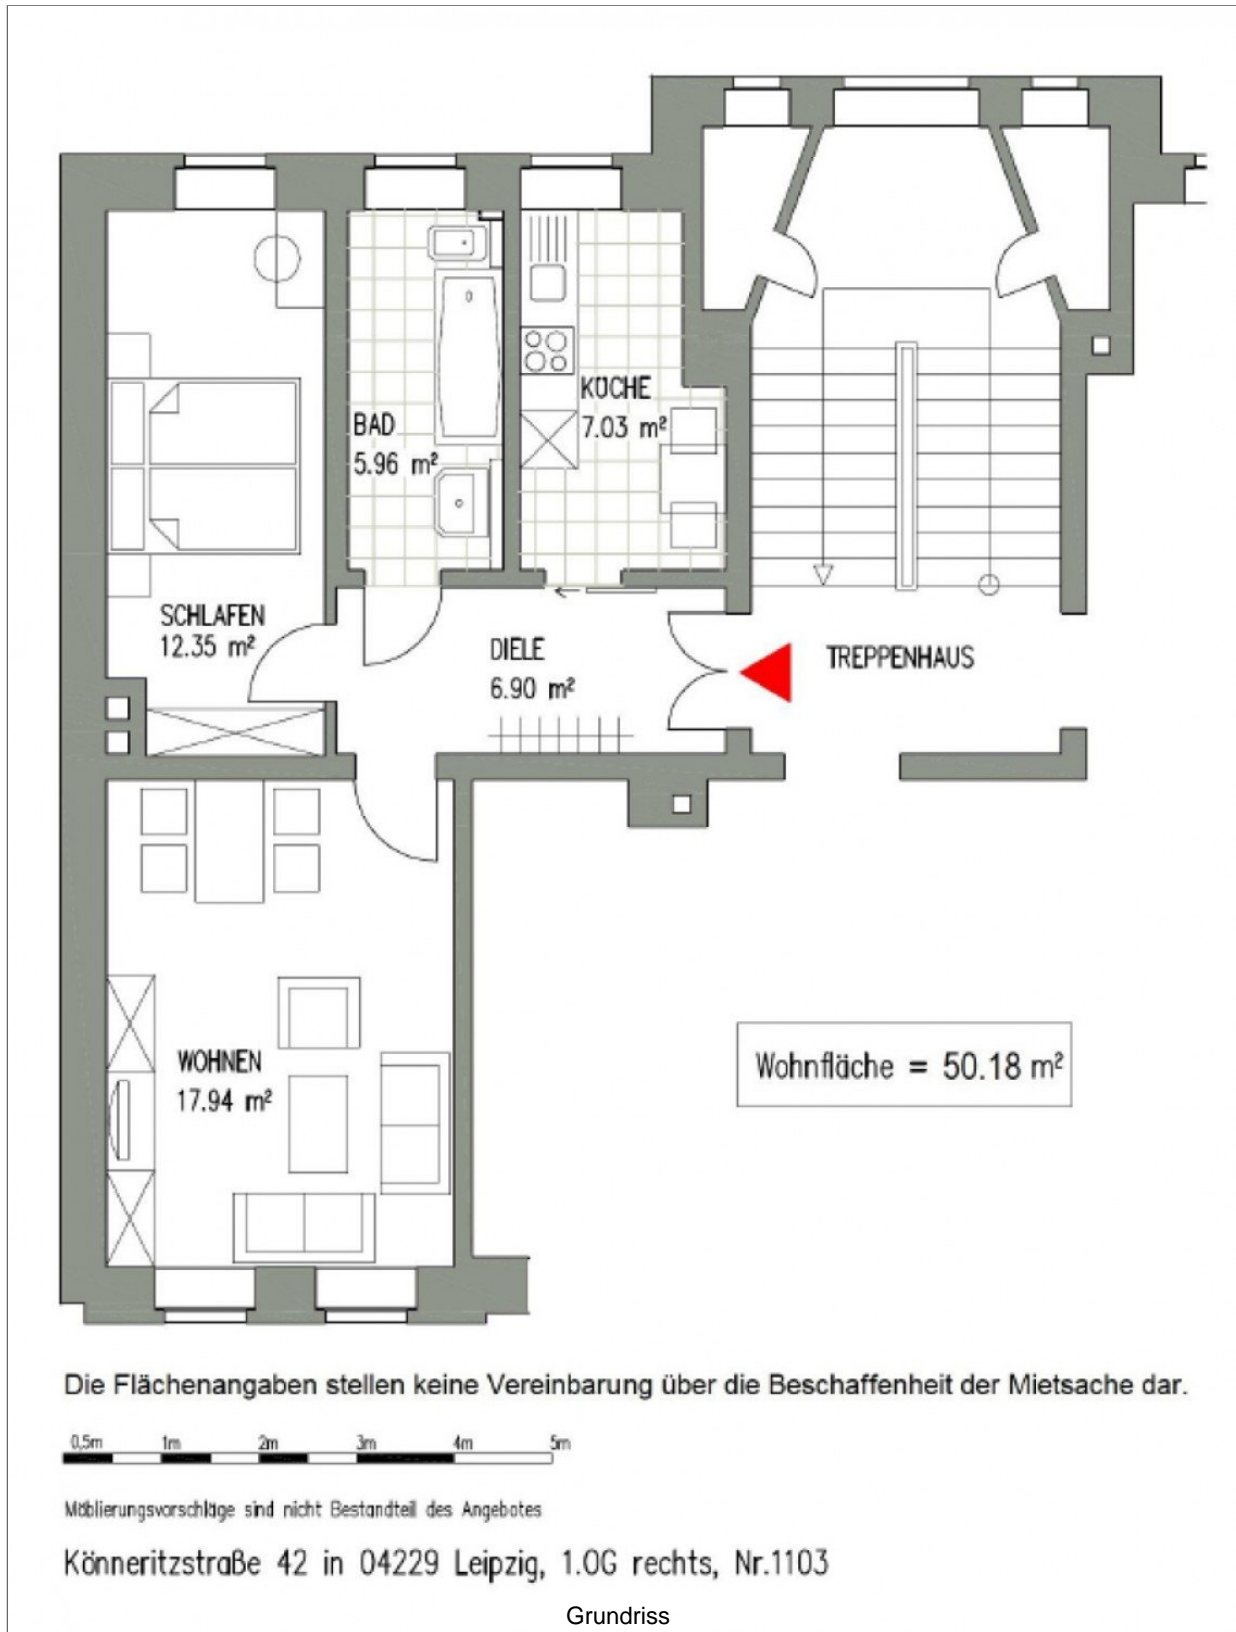 KÜCHE
7.03 m²
BAD
5.96 m²
SCHLAFEN
12.35 m²
DIELE
6.90 m²
TREPPENHAUS
WOHNEN
17.94 m²
Wohnfläche = 50.18 m²
Die Flächenangaben stellen keine Vereinbarung über die Beschaffenheit der Mietsache dar.
0,5m 1m 2m 3m 4m 5m
Möblierungsvorschläge sind nicht Bestandteil des Angebotes
Könneritzstraße 42 in 04229 Leipzig, 1.OG rechts, Nr.1103
Grundriss